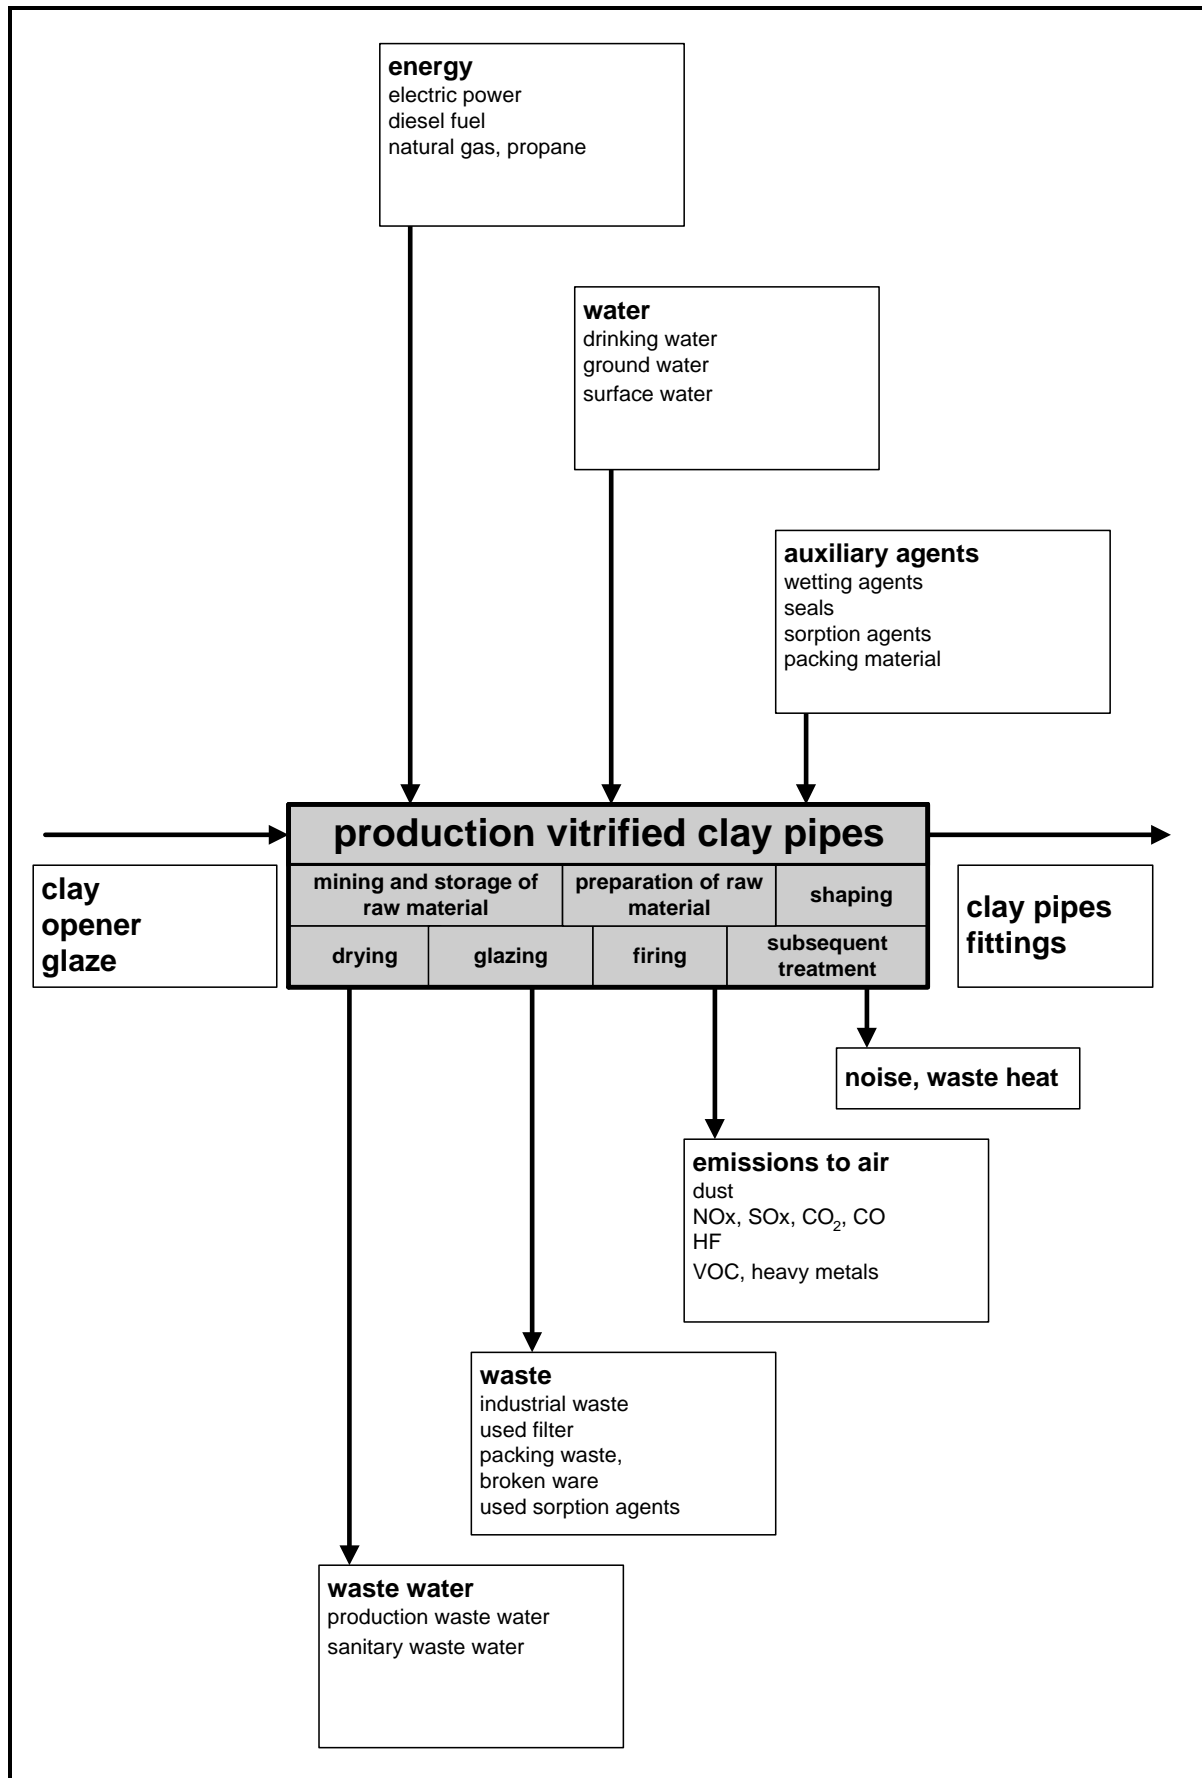 energy
electric power
diesel fuel
natural gas, propane
water
drinking water
ground water
surface water
auxiliary agents
wetting agents
seals
sorption agents
packing material
production vitrified clay pipes
mining and storage of
raw material
preparation of raw
material
shaping
drying
glazing
firing
subsequent
treatment
clay
opener
glaze
clay pipes
fittings
noise, waste heat
emissions to air
dust
NOx, SOx, CO₂, CO
HF
VOC, heavy metals
waste
industrial waste
used filter
packing waste,
broken ware
used sorption agents
waste water
production waste water
sanitary waste water